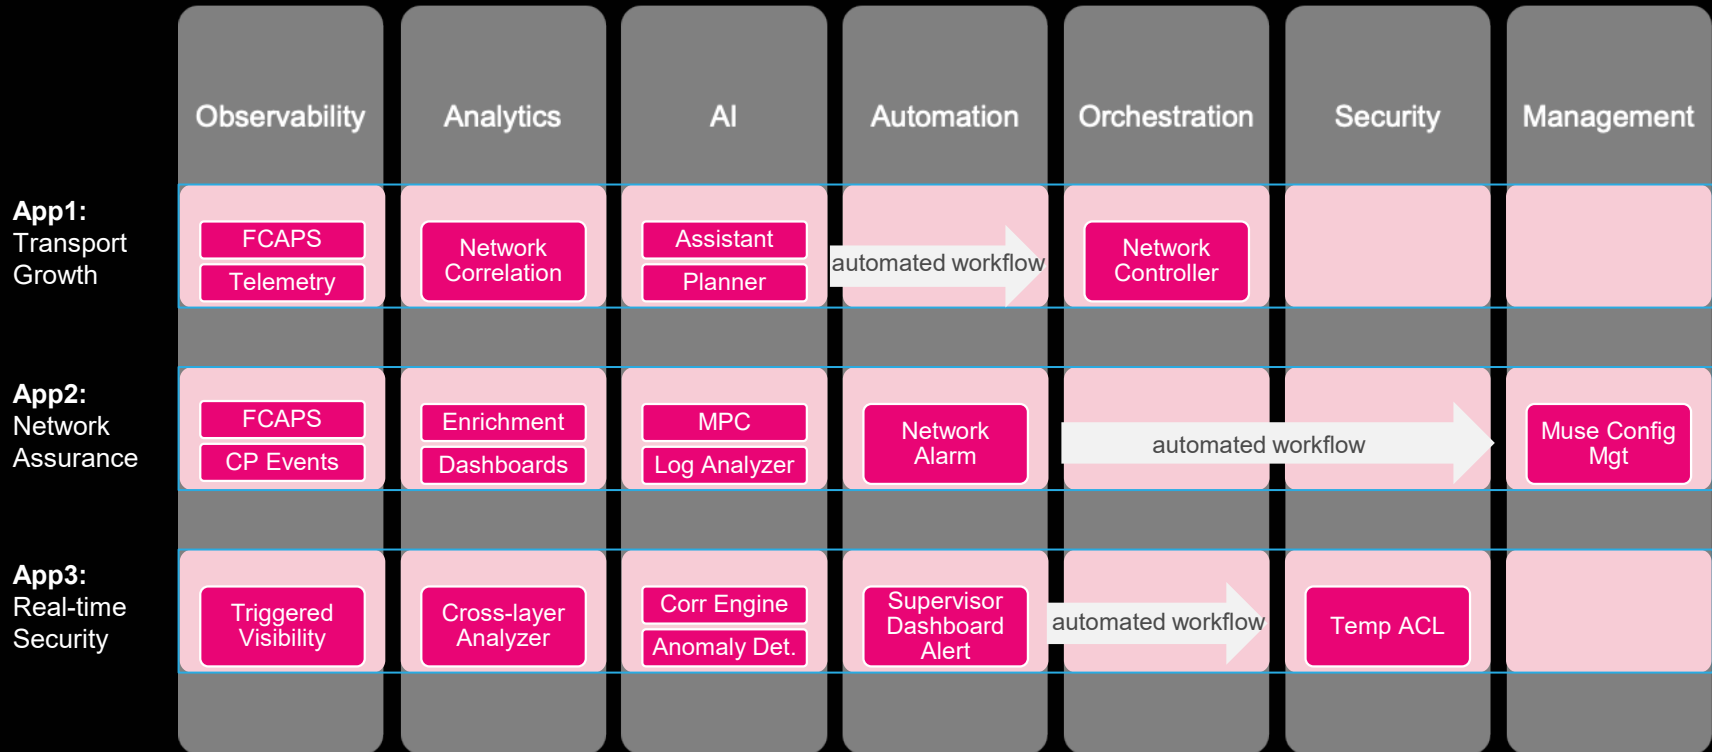 Observability
Analytics
AI
Automation
Orchestration
Security
Management
App1:
Transport
Growth
FCAPS
Telemetry
Network
Correlation
Assistant
Planner
automated workflow
Network
Controller
App2:
Network
Assurance
FCAPS
CP Events
Enrichment
Dashboards
MPC
Log Analyzer
Network
Alarm
automated workflow
Muse Config
Mgt
App3:
Real-time
Security
Triggered
Visibility
Cross-layer
Analyzer
Corr Engine
Anomaly Det.
Supervisor
Dashboard
Alert
automated workflow
Temp ACL